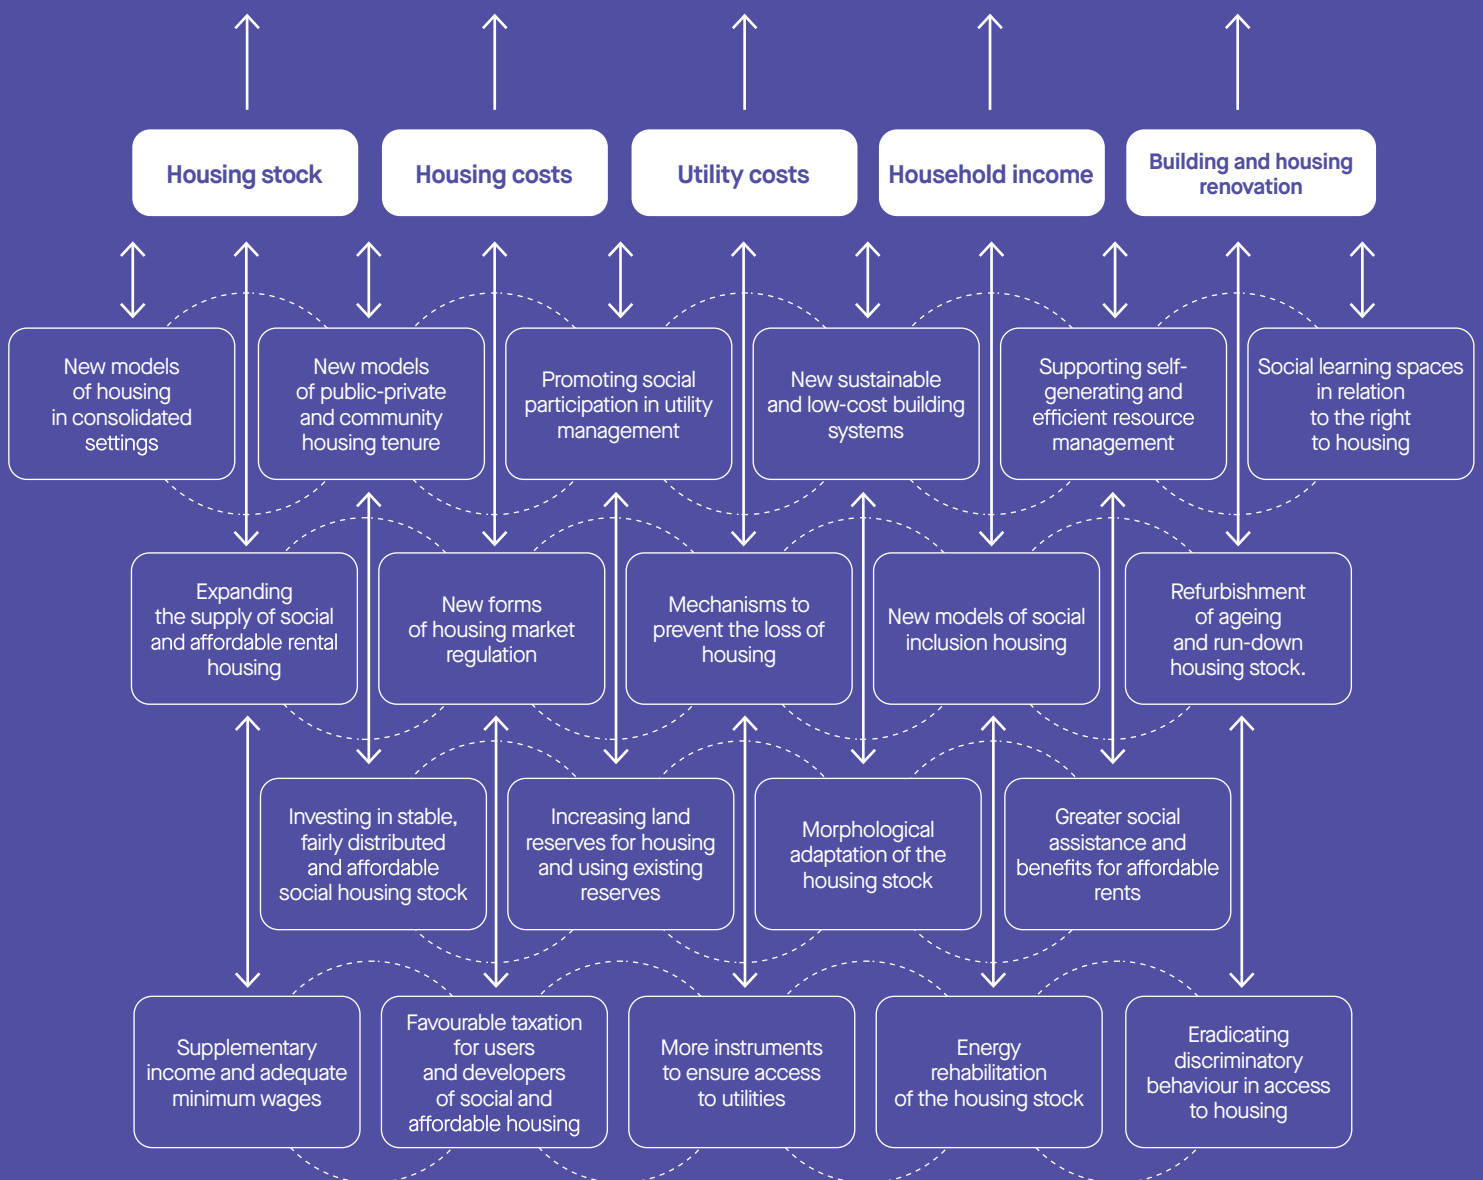 Housing stock
Housing costs
Utility costs
Household income
Building and housing
renovation
New models
of housing
in consolidated
settings
New models
of public-private
and community
housing tenure
Promoting social
participation in utility
management
New sustainable
and low-cost building
systems
Supporting self-
generating and
efficient resource
management
Social learning spaces
in relation
to the right
to housing
Expanding
the supply of social
and affordable rental
housing
New forms
of housing market
regulation
Mechanisms to
prevent the loss of
housing
New models of social
inclusion housing
Refurbishment
of ageing
and run-down
housing stock.
Investing in stable,
fairly distributed
and affordable
social housing stock
Increasing land
reserves for housing
and using existing
reserves
Morphological
adaptation of the
housing stock
Greater social
assistance and
benefits for affordable
rents
Supplementary
income and adequate
minimum wages
Favourable taxation
for users
and developers
of social and
affordable housing
More instruments
to ensure access
to utilities
Energy
rehabilitation
of the housing stock
Eradicating
discriminatory
behaviour in access
to housing